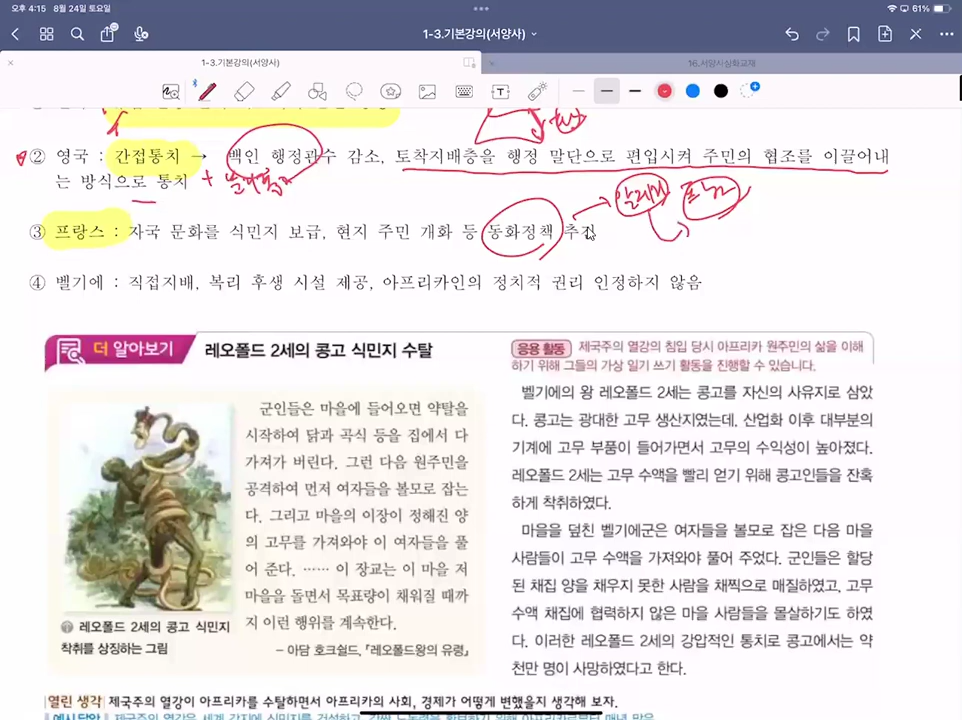 오후 4:15 8월 24일 토요일
61%
1-3.기본강의(서양사)
1-3.기본강의(서양사)
16.서양사심화교재
② 영국 : 간접통치 → 백인 행정관수 감소, 토착지배층을 행정 말단으로 편입시켜 주민의 협조를 이끌어내
는 방식으로 통치 +
③ 프랑스 : 자국 문화를 식민지 보급, 현지 주민 개화 등 동화정책 추진
④ 벨기에 : 직접지배, 복리 후생 시설 제공, 아프리카인의 정치적 권리 인정하지 않음
더 알아보기 레오폴드 2세의 콩고 식민지 수탈
군인들은 마을에 들어오면 약탈을
시작하여 닭과 곡식 등을 집에서 다
가져가 버린다. 그런 다음 원주민을
공격하여 먼저 여자들을 볼모로 잡는
다. 그리고 마을의 이장이 정해진 양
의 고무를 가져와야 이 여자들을 풀
어 준다. …… 이 장교는 이 마을 저
마을을 돌면서 목표량이 채워질 때까
지 이런 행위를 계속한다.
- 아담 호크쉴드, 「레오폴드왕의 유령」
레오폴드 2세의 콩고 식민지
착취를 상징하는 그림
응용 활동 제국주의 열강의 침입 당시 아프리카 원주민의 삶을 이해
하기 위해 그들의 가상 일기 쓰기 활동을 진행할 수 있습니다.
벨기에의 왕 레오폴드 2세는 콩고를 자신의 사유지로 삼았
다. 콩고는 광대한 고무 생산지였는데, 산업화 이후 대부분의
기계에 고무 부품이 들어가면서 고무의 수익성이 높아졌다.
레오폴드 2세는 고무 수액을 빨리 얻기 위해 콩고인들을 잔혹
하게 착취하였다.
마을을 덮친 벨기에군은 여자들을 볼모로 잡은 다음 마을
사람들이 고무 수액을 가져와야 풀어 주었다. 군인들은 할당
된 채집 양을 채우지 못한 사람을 채찍으로 매질하였고, 고무
수액 채집에 협력하지 않은 마을 사람들을 몰살하기도 하였
다. 이러한 레오폴드 2세의 강압적인 통치로 콩고에서는 약
천만 명이 사망하였다고 한다.
열린 생각 제국주의 열강이 아프리카를 수탈하면서 아프리카의 사회, 경제가 어떻게 변했을지 생각해 보자.